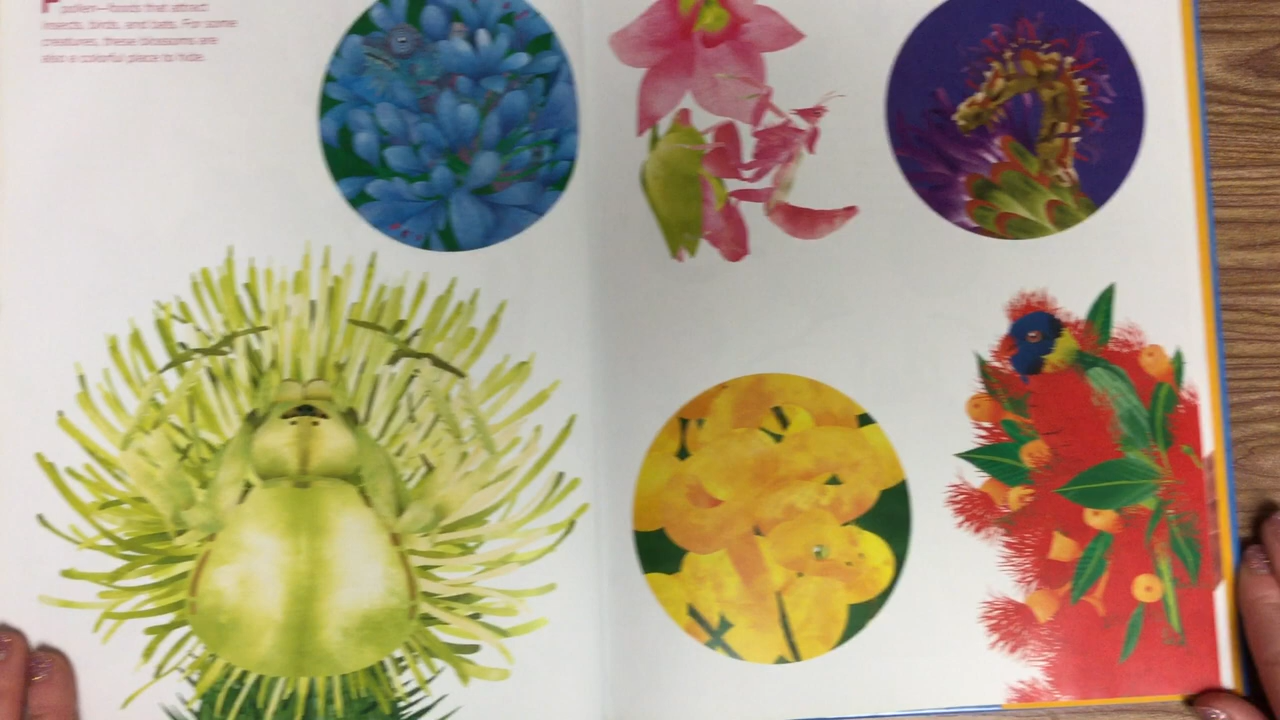 pollen—foods that attract
insects, birds, and bats. For some
creatures, these blossoms are
also a colorful place to hide.